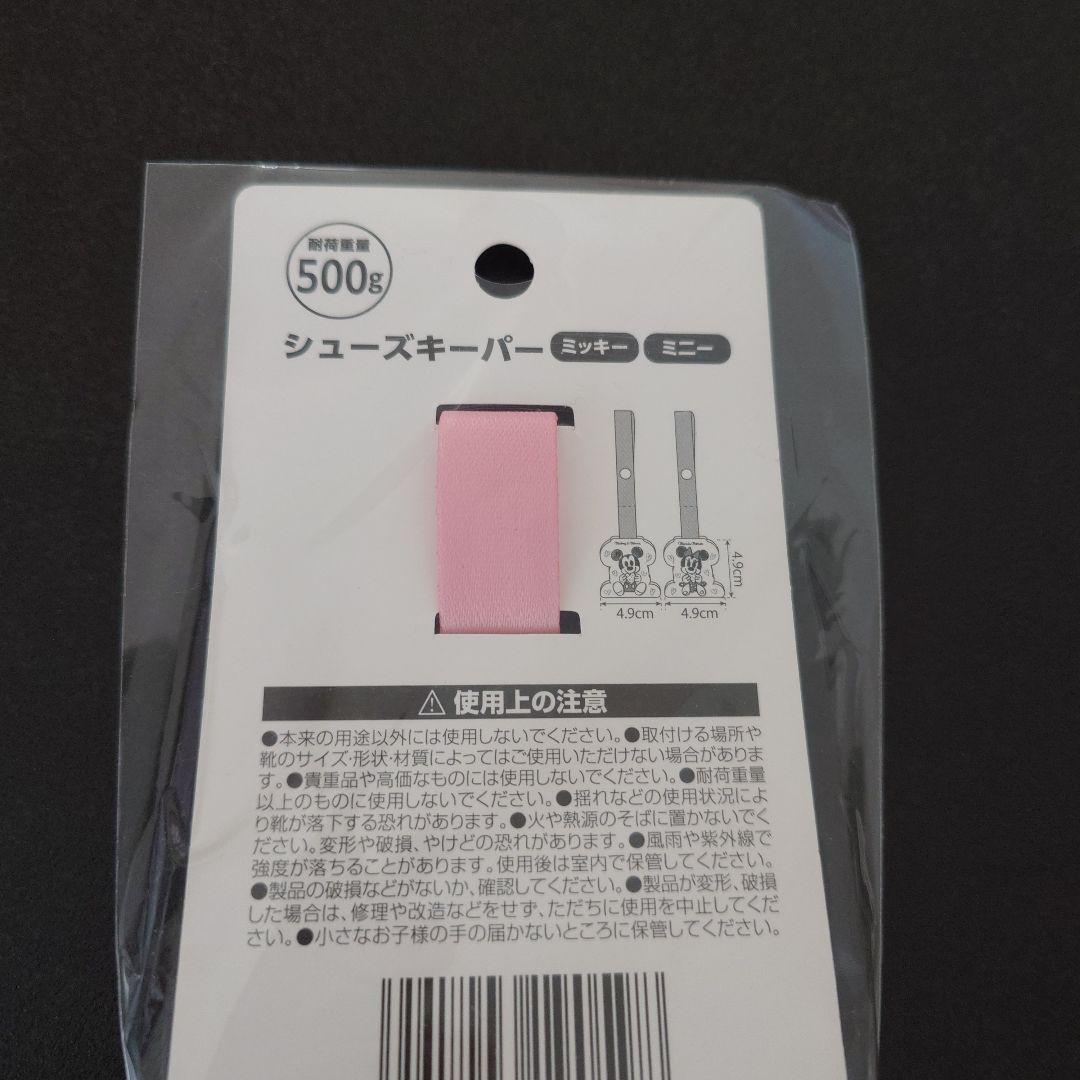 耐荷重量
500g
シューズキーパー ミッキー ミニー
4.9cm
4.9cm 4.9cm
⚠ 使用上の注意
●本来の用途以外には使用しないでください。●取付ける場所や
靴のサイズ・形状・材質によってはご使用いただけない場合がありま
す。●貴重品や高価なものには使用しないでください。●耐荷重量
以上のものに使用しないでください。●揺れなどの使用状況によ
り靴が落下する恐れがあります。●火や熱源のそばに置かないでく
ださい。変形や破損、やけどの恐れがあります。●風雨や紫外線で
強度が落ちることがあります。使用後は室内で保管してください。
●製品の破損などがないか、確認してください。●製品が変形、破損
した場合は、修理や改造などをせず、ただちに使用を中止してくだ
さい。●小さなお子様の手の届かないところに保管してください。